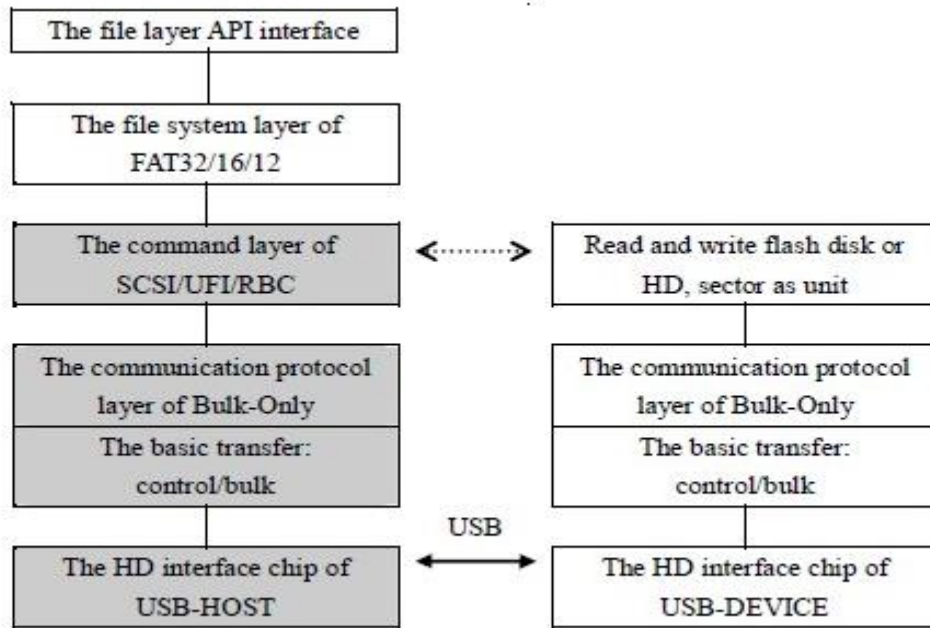 The file layer API interface
The file system layer of
FAT32/16/12
The command layer of
SCSI/UFI/RBC
Read and write flash disk or
HD, sector as unit
The communication protocol
layer of Bulk-Only
The basic transfer:
control/bulk
The communication protocol
layer of Bulk-Only
The basic transfer:
control/bulk
USB
The HD interface chip of
USB-HOST
The HD interface chip of
USB-DEVICE